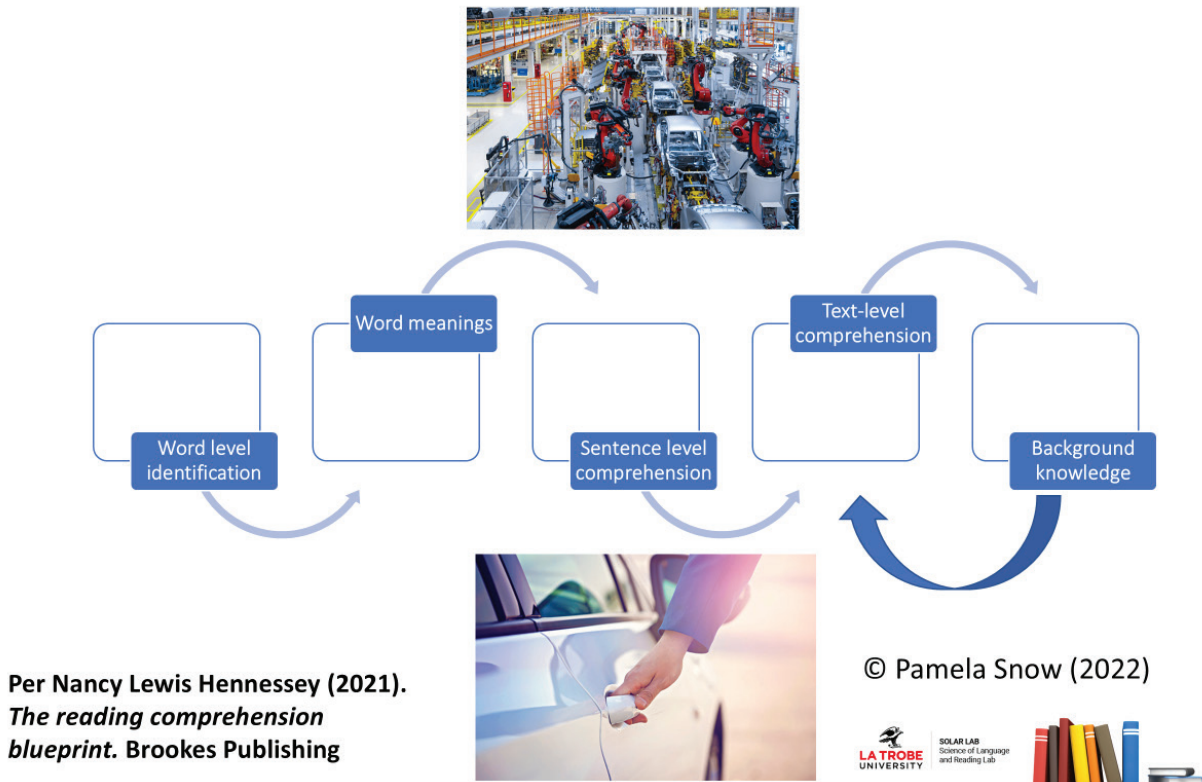 Word meanings
Text-level
comprehension
Word level
identification
Sentence level
comprehension
Background
knowledge
Per Nancy Lewis Hennessey (2021).
The reading comprehension
blueprint. Brookes Publishing
© Pamela Snow (2022)
LA TROBE
UNIVERSITY
SOLAR LAB
Science of Language
and Reading Lab